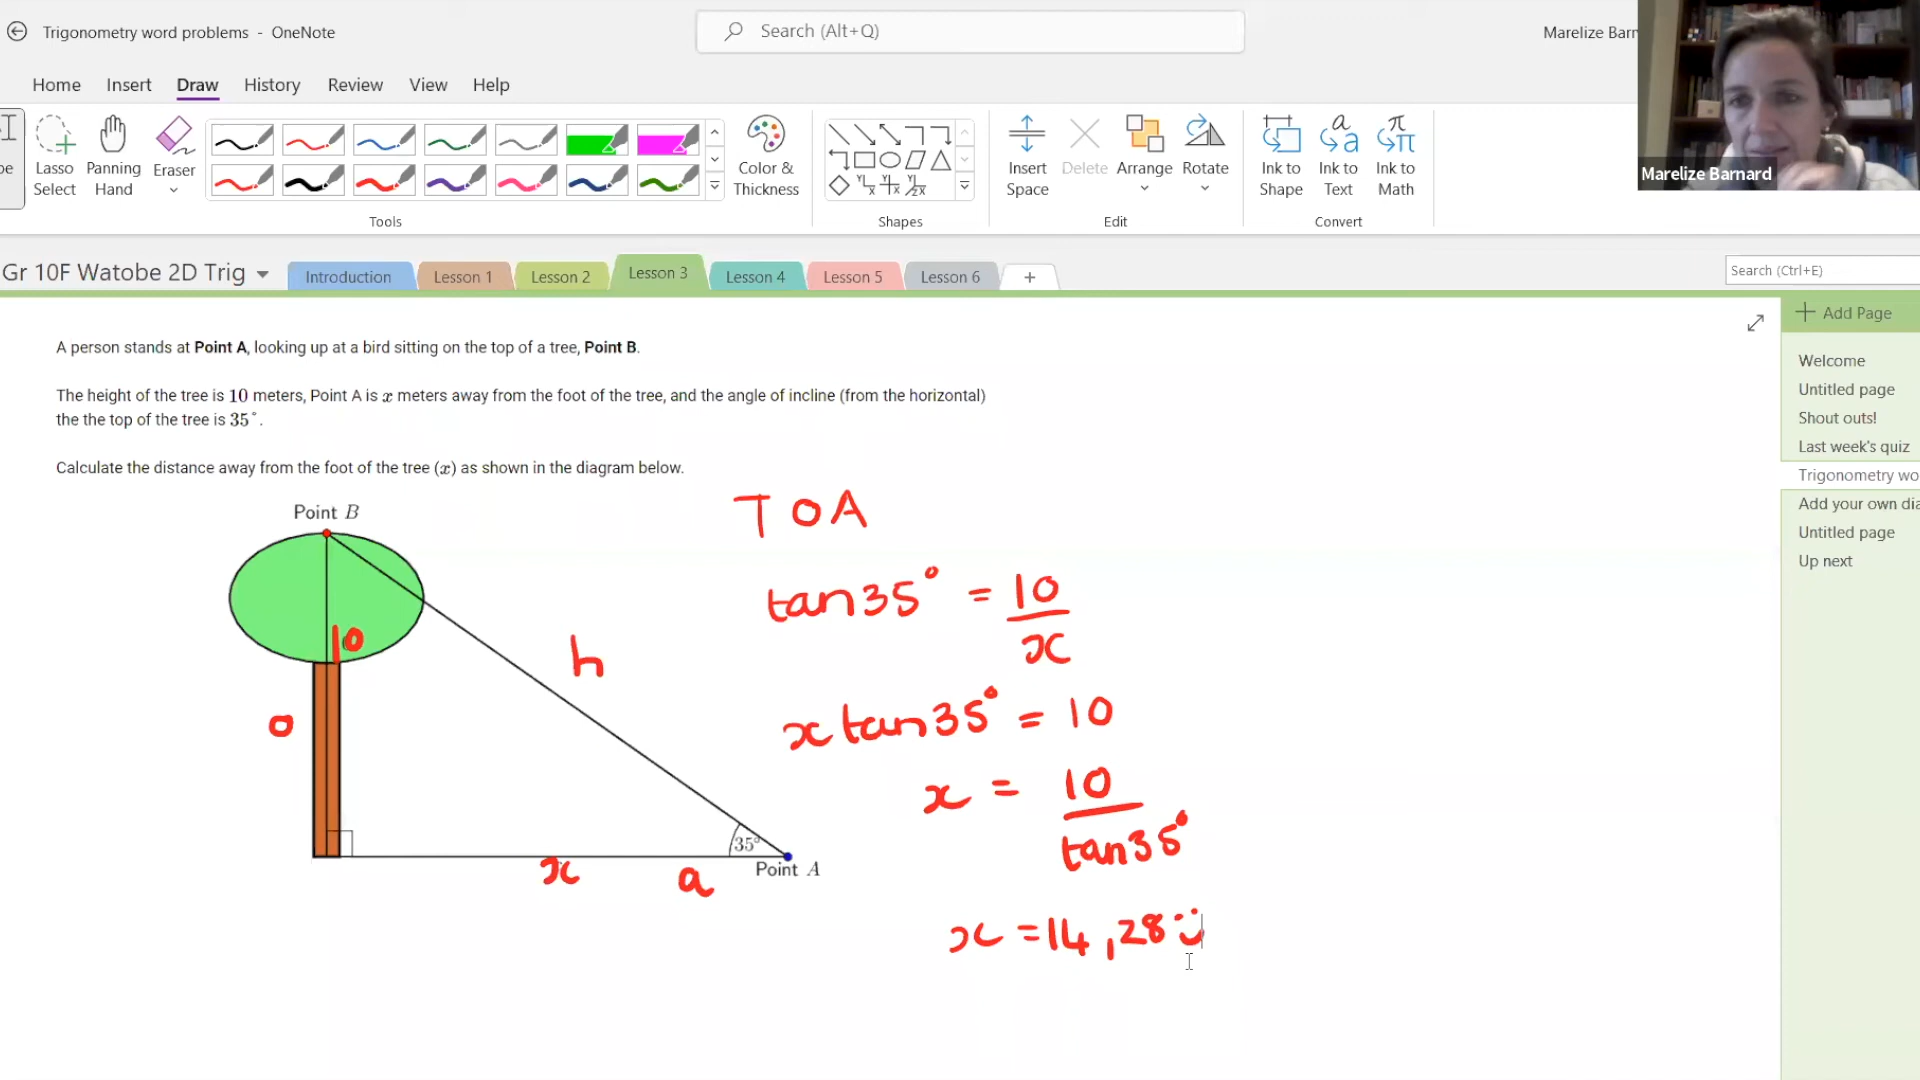 Trigonometry word problems - OneNote
Search (Alt+Q)
Marelize Barn
Home Insert Draw History Review View Help
Lasso Select
Panning Hand
Eraser
Color & Thickness
Insert Space
Delete
Arrange
Rotate
Ink to Shape
Ink to Text
Ink to Math
Marelize Barnard
Tools
Shapes
Edit
Convert
Gr 10F Watobe 2D Trig
Introduction
Lesson 1
Lesson 2
Lesson 3
Lesson 4
Lesson 5
Lesson 6
+
Search (Ctrl+E)
Add Page
Welcome
Untitled page
Shout outs!
Last week's quiz
Trigonometry wo
Add your own dia
Untitled page
Up next
A person stands at Point A, looking up at a bird sitting on the top of a tree, Point B.
The height of the tree is 10 meters, Point A is x meters away from the foot of the tree, and the angle of incline (from the horizontal)
the the top of the tree is 35°.
Calculate the distance away from the foot of the tree (x) as shown in the diagram below.
Point B
10
h
o
35°
x
a
Point A
TOA
tan35° = 10/x
x tan35° = 10
x = 10/tan35°
x = 14,28